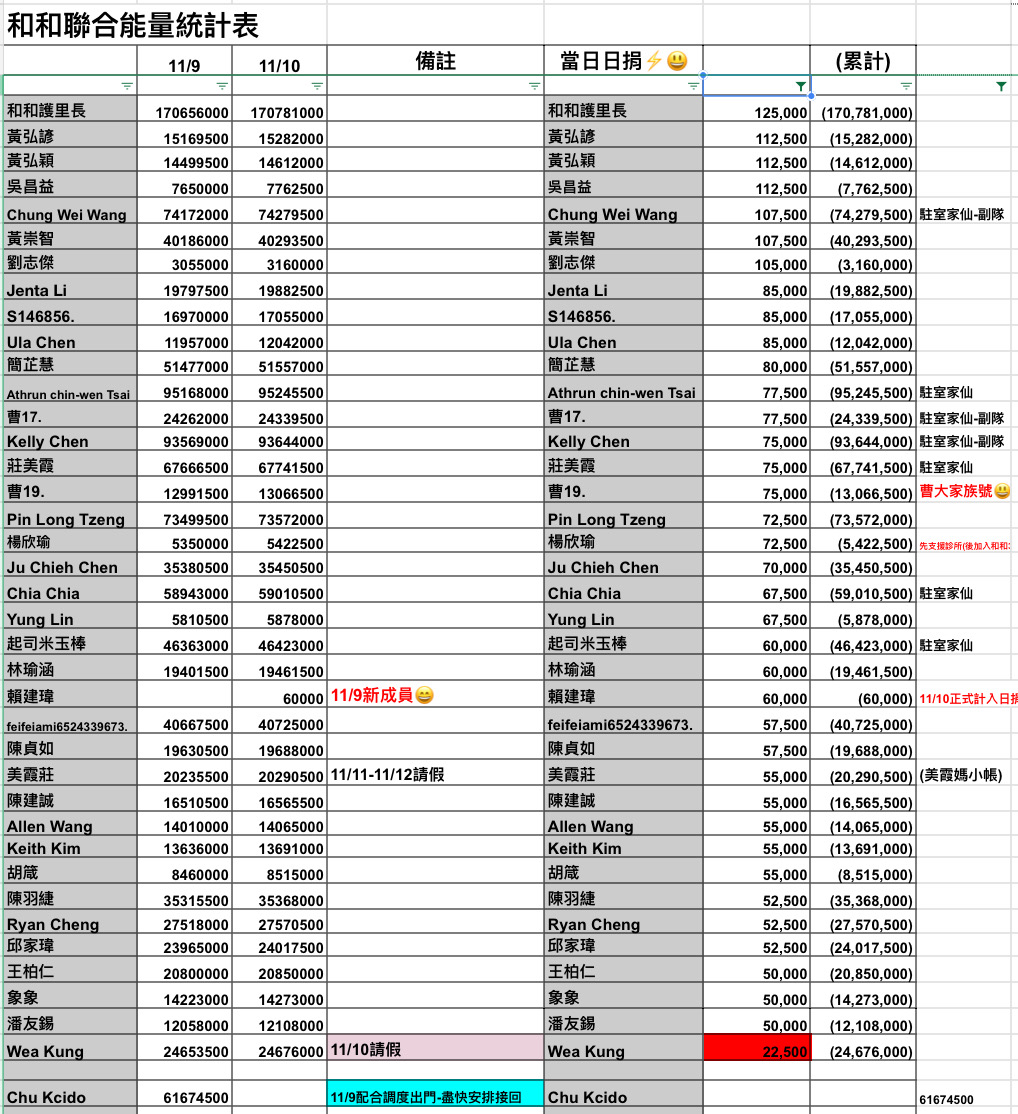 和和聯合能量統計表
11/9 11/10 備註 當日日捐⚡😃 (累計)
和和護里長 170656000 170781000 和和護里長 125,000 (170,781,000)
黃弘諺 15169500 15282000 黃弘諺 112,500 (15,282,000)
黃弘穎 14499500 14612000 黃弘穎 112,500 (14,612,000)
吳昌益 7650000 7762500 吳昌益 112,500 (7,762,500)
Chung Wei Wang 74172000 74279500 Chung Wei Wang 107,500 (74,279,500) 駐室家仙-副隊
黃崇智 40186000 40293500 黃崇智 107,500 (40,293,500)
劉志傑 3055000 3160000 劉志傑 105,000 (3,160,000)
Jenta Li 19797500 19882500 Jenta Li 85,000 (19,882,500)
S146856. 16970000 17055000 S146856. 85,000 (17,055,000)
Ula Chen 11957000 12042000 Ula Chen 85,000 (12,042,000)
簡芷慧 51477000 51557000 簡芷慧 80,000 (51,557,000)
Athrun chin-wen Tsai 95168000 95245500 Athrun chin-wen Tsai 77,500 (95,245,500) 駐室家仙
曹17. 24262000 24339500 曹17. 77,500 (24,339,500) 駐室家仙-副隊
Kelly Chen 93569000 93644000 Kelly Chen 75,000 (93,644,000) 駐室家仙-副隊
莊美霞 67666500 67741500 莊美霞 75,000 (67,741,500) 駐室家仙
曹19. 12991500 13066500 曹19. 75,000 (13,066,500) 曹大家族號😃
Pin Long Tzeng 73499500 73572000 Pin Long Tzeng 72,500 (73,572,000)
楊欣瑜 5350000 5422500 楊欣瑜 72,500 (5,422,500) 先支援診所(後加入和和
Ju Chieh Chen 35380500 35450500 Ju Chieh Chen 70,000 (35,450,500)
Chia Chia 58943000 59010500 Chia Chia 67,500 (59,010,500) 駐室家仙
Yung Lin 5810500 5878000 Yung Lin 67,500 (5,878,000)
起司米玉棒 46363500 46423000 起司米玉棒 60,000 (46,423,000) 駐室家仙
林瑜涵 19401500 19461500 林瑜涵 60,000 (19,461,500)
賴建瑋 60000 11/9新成員😄 賴建瑋 60,000 (60,000) 11/10正式計入日捐
feifeiami6524339673. 40667500 40725000 feifeiami6524339673. 57,500 (40,725,000)
陳貞如 19630500 19688000 陳貞如 57,500 (19,688,000)
美霞莊 20235500 20290500 11/11-11/12請假 美霞莊 55,000 (20,290,500) (美霞媽小帳)
陳建誠 16510500 16565500 陳建誠 55,000 (16,565,500)
Allen Wang 14010000 14065000 Allen Wang 55,000 (14,065,000)
Keith Kim 13636000 13691000 Keith Kim 55,000 (13,691,000)
胡箴 8460000 8515000 胡箴 55,000 (8,515,000)
陳羽緁 35315500 35368000 陳羽緁 52,500 (35,368,000)
Ryan Cheng 27518000 27570500 Ryan Cheng 52,500 (27,570,500)
邱家瑋 23965000 24017500 邱家瑋 52,500 (24,017,500)
王柏仁 20800000 20850000 王柏仁 50,000 (20,850,000)
象象 14223000 14273000 象象 50,000 (14,273,000)
潘友錫 12058000 12108000 潘友錫 50,000 (12,108,000)
Wea Kung 24653500 24676000 11/10請假 Wea Kung 22,500 (24,676,000)
Chu Kcido 61674500 11/9配合調度出門-盡快安排接回 Chu Kcido 61674500